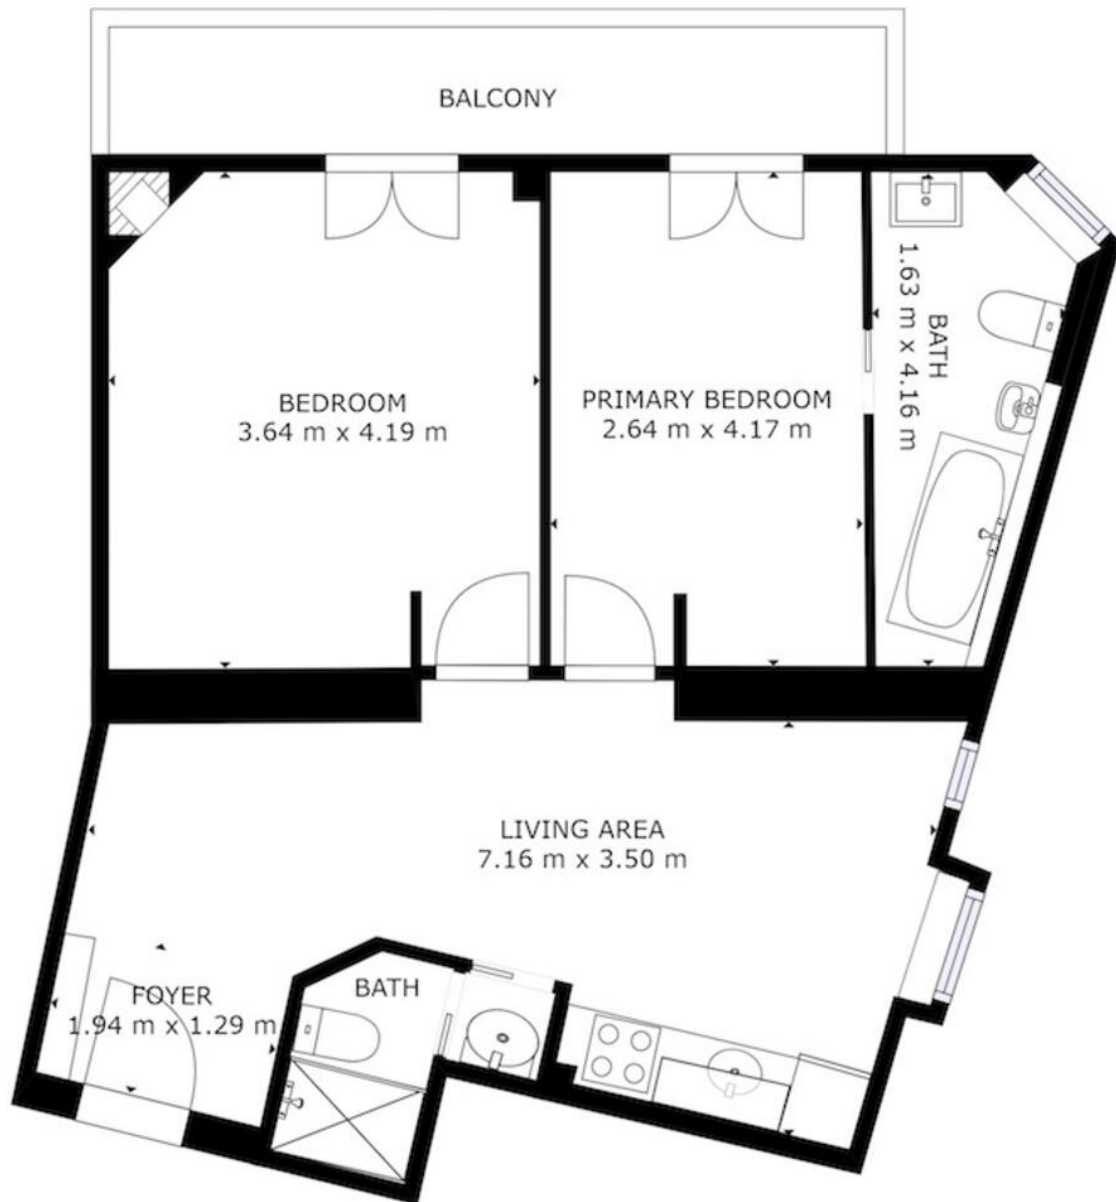 BALCONY
BEDROOM
3.64 m x 4.19 m
PRIMARY BEDROOM
2.64 m x 4.17 m
BATH
1.63 m x 4.16 m
LIVING AREA
7.16 m x 3.50 m
FOYER
1.94 m x 1.29 m
BATH